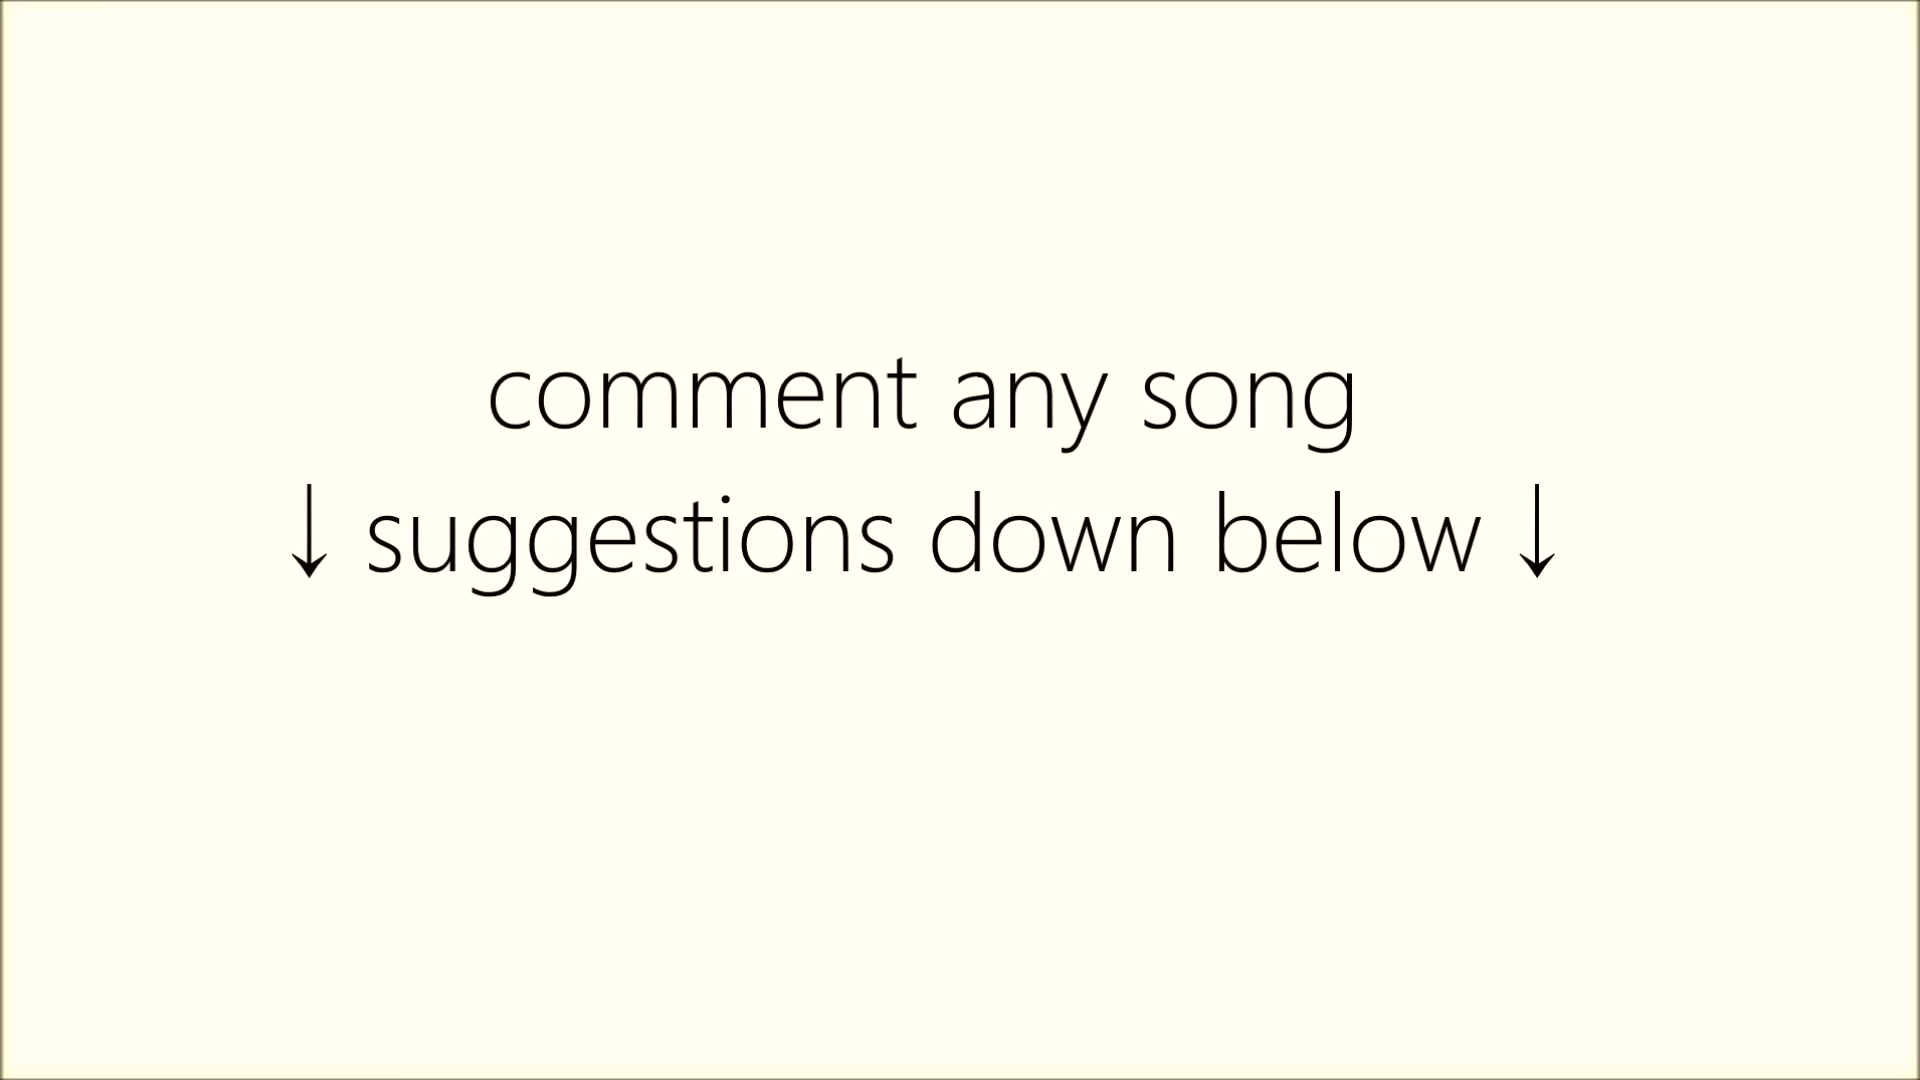 comment any song
↓ suggestions down below ↓